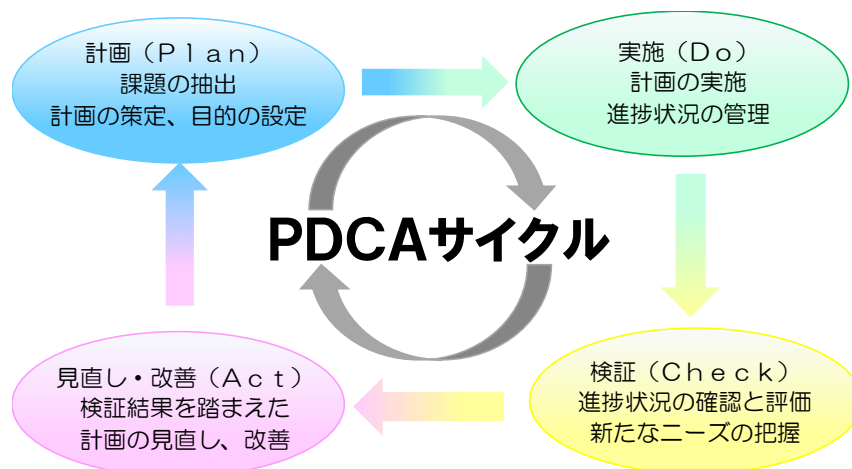 計画（Ｐｌａｎ）
課題の抽出
計画の策定、目的の設定
実施（Ｄｏ）
計画の実施
進捗状況の管理
PDCAサイクル
見直し・改善（Ａｃｔ）
検証結果を踏まえた
計画の見直し、改善
検証（Ｃｈｅｃｋ）
進捗状況の確認と評価
新たなニーズの把握